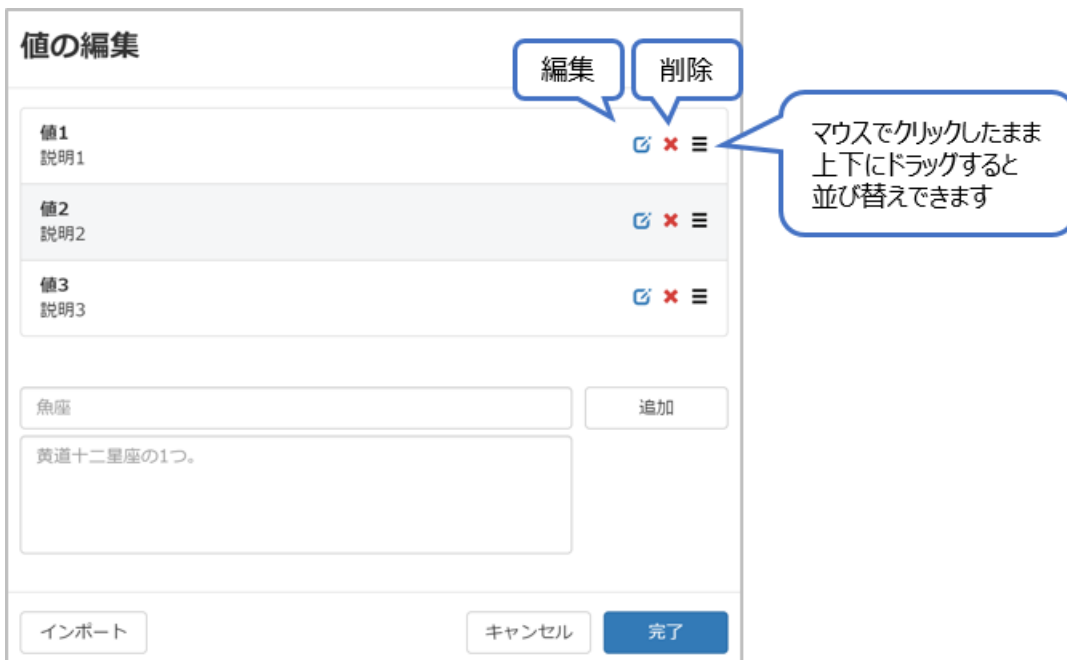 値の編集
編集
削除
値1
説明1
マウスでクリックしたまま
上下にドラッグすると
並び替えできます
値2
説明2
値3
説明3
魚座
追加
黄道十二星座の1つ。
インポート
キャンセル
完了